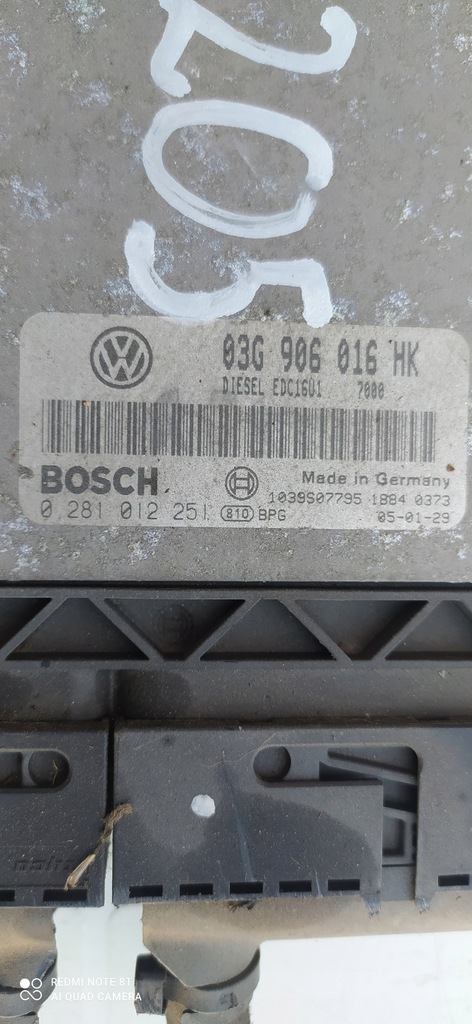 205
03G 906 016 HK
DIESEL EDC16U1 7000
BOSCH
Made in Germany
1039S07795 1884 0373
0 281 012 251 810 BPG 05-01-29
REDMI NOTE 8T
AI QUAD CAMERA